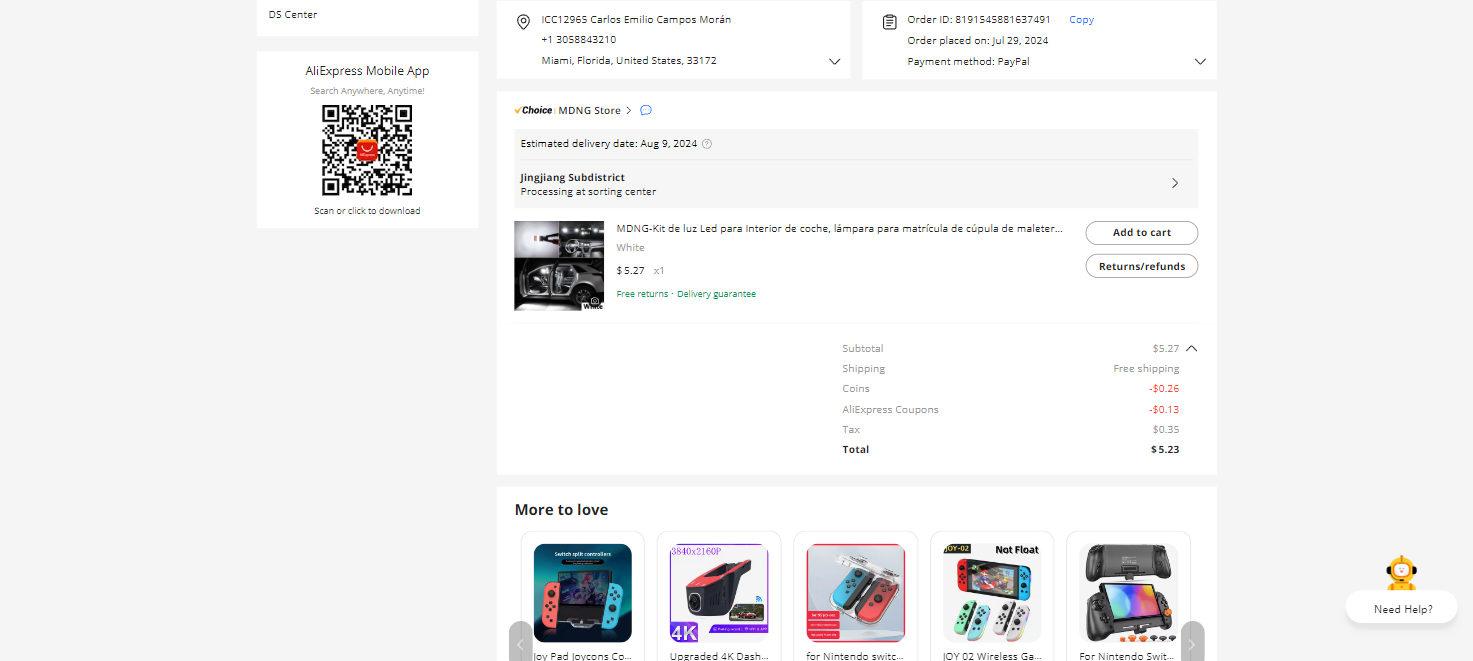 DS Center
AliExpress Mobile App
Search Anywhere, Anytime!
Scan or click to download
ICC12965 Carlos Emilio Campos Morán
+1 3058843210
Miami, Florida, United States, 33172
Order ID: 8191545881637491 Copy
Order placed on: Jul 29, 2024
Payment method: PayPal
Choice MDNG Store
Estimated delivery date: Aug 9, 2024
Jingjiang Subdistrict
Processing at sorting center
MDNG-Kit de luz Led para Interior de coche, lámpara para matrícula de cúpula de maleter...
White
$5.27 x1
Free returns · Delivery guarantee
White
Add to cart
Returns/refunds
Subtotal $5.27
Shipping Free shipping
Coins -$0.26
AliExpress Coupons -$0.13
Tax $0.35
Total $5.23
More to love
Switch split controllers
3840x2160P
4K
JOY-02 Not Float
Joy Pad Joycons Co...
Upgraded 4K Dash...
for Nintendo switc...
JOY 02 Wireless Ga...
For Nintendo Swit...
Need Help?